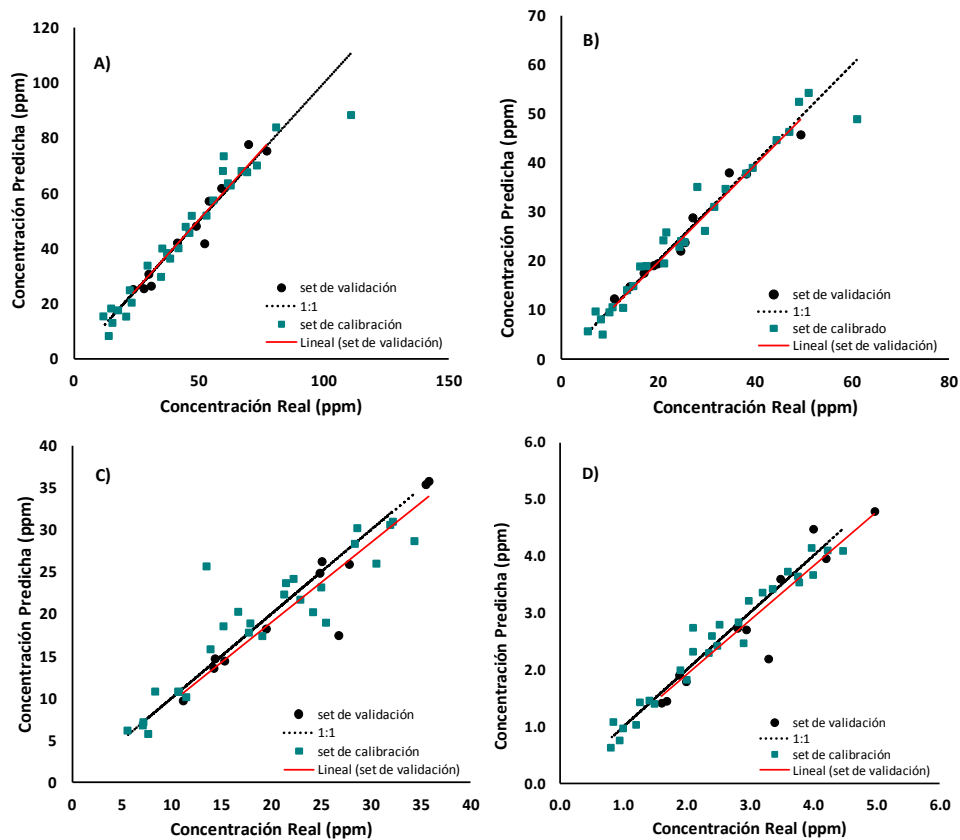 A)
Concentración Predicha (ppm)
120
100
80
60
40
20
0
0 50 100 150
Concentración Real (ppm)
set de validación
1:1
set de calibración
Lineal (set de validación)
B)
Concentración Predicha (ppm)
70
60
50
40
30
20
10
0
0 20 40 60 80
Concentración Real (ppm)
set de validación
1:1
set de calibrado
Lineal (set de validación)
C)
Concentración Predicha (ppm)
40
35
30
25
20
15
10
5
0
0 5 10 15 20 25 30 35 40
Concentración Real (ppm)
set de validación
1:1
set de calibración
Lineal (set de validación)
D)
Concentración Predicha (ppm)
6.0
5.0
4.0
3.0
2.0
1.0
0.0
0.0 1.0 2.0 3.0 4.0 5.0 6.0
Concentración Real (ppm)
set de validación
1:1
set de calibración
Lineal (set de validación)